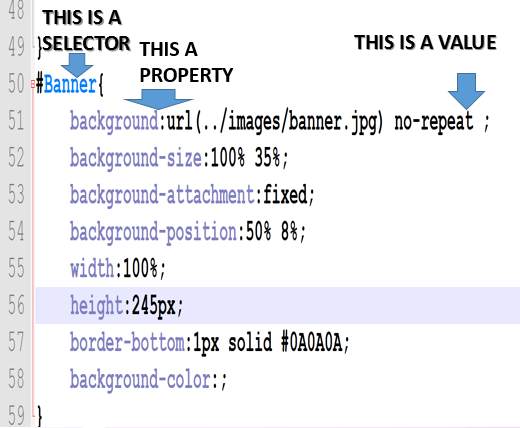 THIS IS A
SELECTOR
THIS A
PROPERTY
THIS IS A VALUE
48
49 }
50 #Banner{
51 background:url(../images/banner.jpg) no-repeat ;
52 background-size:100% 35%;
53 background-attachment:fixed;
54 background-position:50% 8%;
55 width:100%;
56 height:245px;
57 border-bottom:1px solid #0A0A0A;
58 background-color:;
59 }